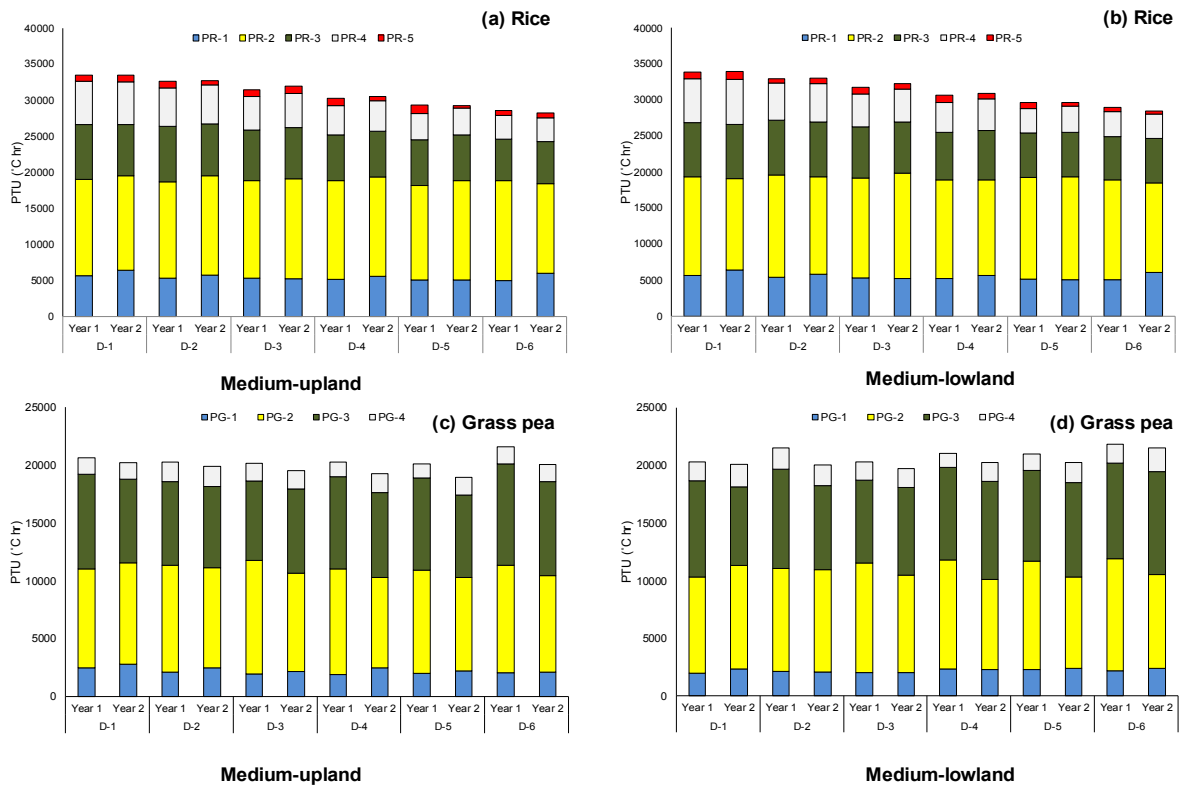 (a) Rice
PR-1 PR-2 PR-3 PR-4 PR-5
40000
35000
30000
25000
20000
15000
10000
5000
0
PTU (°C hr)
Year 1 Year 2 Year 1 Year 2 Year 1 Year 2 Year 1 Year 2 Year 1 Year 2 Year 1 Year 2
D-1 D-2 D-3 D-4 D-5 D-6
Medium-upland
(b) Rice
PR-1 PR-2 PR-3 PR-4 PR-5
40000
35000
30000
25000
20000
15000
10000
5000
0
PTU (°C hr)
Year 1 Year 2 Year 1 Year 2 Year 1 Year 2 Year 1 Year 2 Year 1 Year 2 Year 1 Year 2
D-1 D-2 D-3 D-4 D-5 D-6
Medium-lowland
(c) Grass pea
PG-1 PG-2 PG-3 PG-4
25000
20000
15000
10000
5000
0
PTU (°C hr)
Year 1 Year 2 Year 1 Year 2 Year 1 Year 2 Year 1 Year 2 Year 1 Year 2 Year 1 Year 2
D-1 D-2 D-3 D-4 D-5 D-6
Medium-upland
(d) Grass pea
PG-1 PG-2 PG-3 PG-4
25000
20000
15000
10000
5000
0
PTU (°C hr)
Year 1 Year 2 Year 1 Year 2 Year 1 Year 2 Year 1 Year 2 Year 1 Year 2 Year 1 Year 2
D-1 D-2 D-3 D-4 D-5 D-6
Medium-lowland